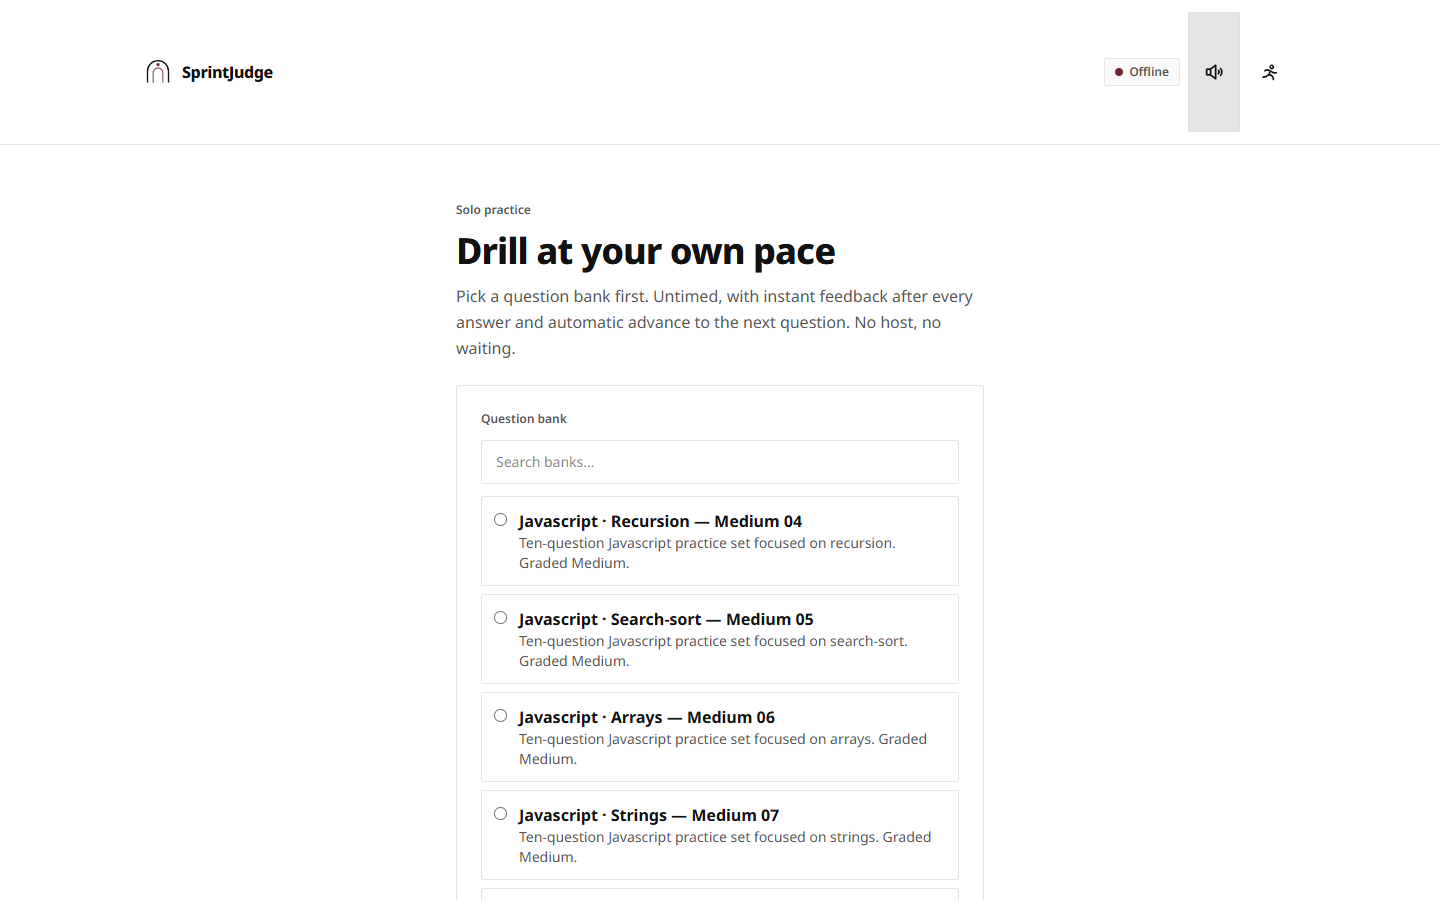 SprintJudge
Offline
Solo practice
Drill at your own pace
Pick a question bank first. Untimed, with instant feedback after every
answer and automatic advance to the next question. No host, no
waiting.
Question bank
Search banks...
Javascript · Recursion — Medium 04
Ten-question Javascript practice set focused on recursion.
Graded Medium.
Javascript · Search-sort — Medium 05
Ten-question Javascript practice set focused on search-sort.
Graded Medium.
Javascript · Arrays — Medium 06
Ten-question Javascript practice set focused on arrays. Graded
Medium.
Javascript · Strings — Medium 07
Ten-question Javascript practice set focused on strings. Graded
Medium.